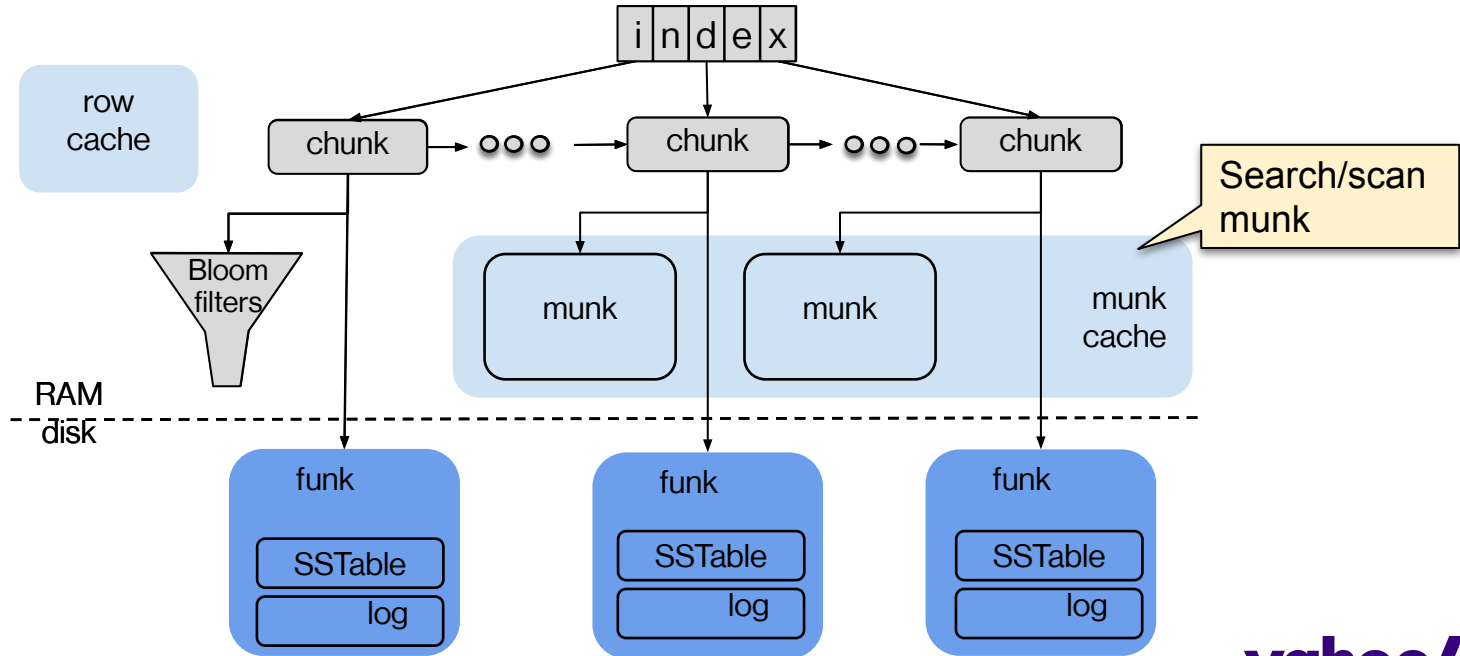 index
row
cache
chunk
chunk
chunk
Search/scan
munk
Bloom
filters
munk
munk
munk
cache
RAM
disk
funk
funk
funk
SSTable
SSTable
SSTable
log
log
log